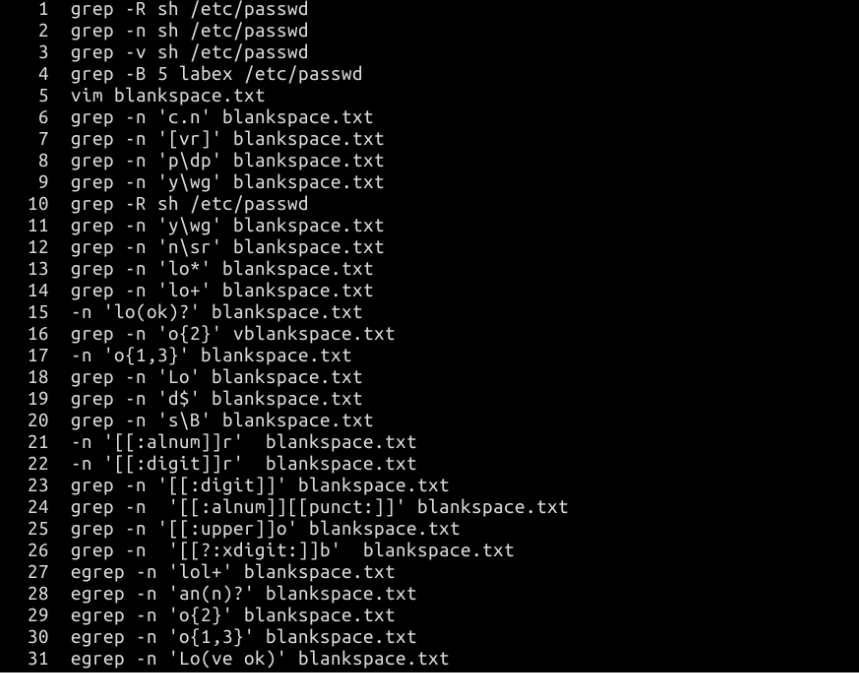 1 grep -R sh /etc/passwd
2 grep -n sh /etc/passwd
3 grep -v sh /etc/passwd
4 grep -B 5 labex /etc/passwd
5 vim blankspace.txt
6 grep -n 'c.n' blankspace.txt
7 grep -n '[vr]' blankspace.txt
8 grep -n 'p\dp' blankspace.txt
9 grep -n 'y\wg' blankspace.txt
10 grep -R sh /etc/passwd
11 grep -n 'y\wg' blankspace.txt
12 grep -n 'n\sr' blankspace.txt
13 grep -n 'lo*' blankspace.txt
14 grep -n 'lo+' blankspace.txt
15 -n 'lo(ok)?' blankspace.txt
16 grep -n 'o{2}' vblankspace.txt
17 -n 'o{1,3}' blankspace.txt
18 grep -n 'Lo' blankspace.txt
19 grep -n 'd$' blankspace.txt
20 grep -n 's\B' blankspace.txt
21 -n '[[:alnum]]r'  blankspace.txt
22 -n '[[:digit]]r'  blankspace.txt
23 grep -n '[[:digit]]' blankspace.txt
24 grep -n  '[[:alnum]][[punct:]]' blankspace.txt
25 grep -n '[[:upper]]o' blankspace.txt
26 grep -n  '[[?:xdigit:]]b'  blankspace.txt
27 egrep -n 'lol+' blankspace.txt
28 egrep -n 'an(n)?' blankspace.txt
29 egrep -n 'o{2}' blankspace.txt
30 egrep -n 'o{1,3}' blankspace.txt
31 egrep -n 'Lo(ve ok)' blankspace.txt